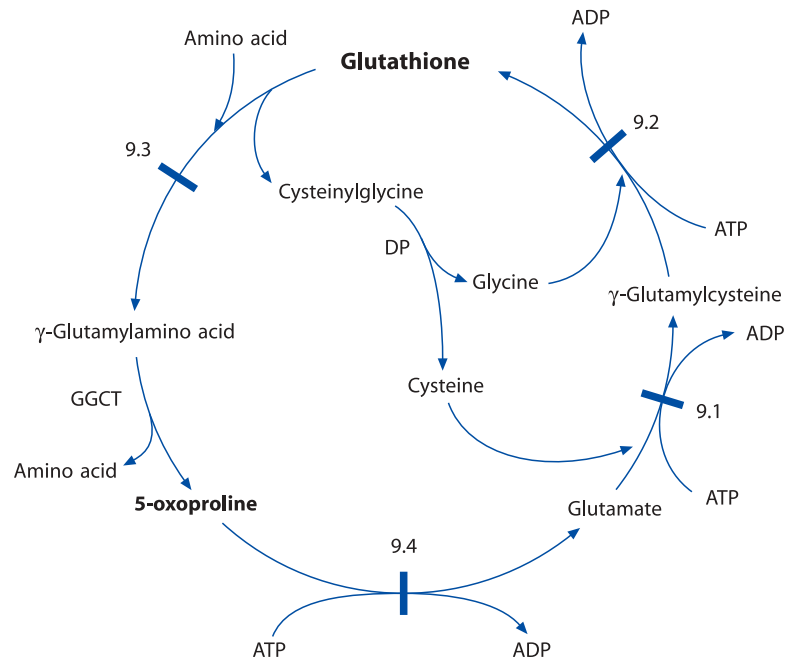 ADP
Amino acid
Glutathione
9.2
9.3
Cysteinylglycine
ATP
DP
Glycine
γ-Glutamylcysteine
γ-Glutamylamino acid
ADP
Cysteine
GGCT
9.1
Amino acid
ATP
5-oxoproline
Glutamate
9.4
ATP
ADP